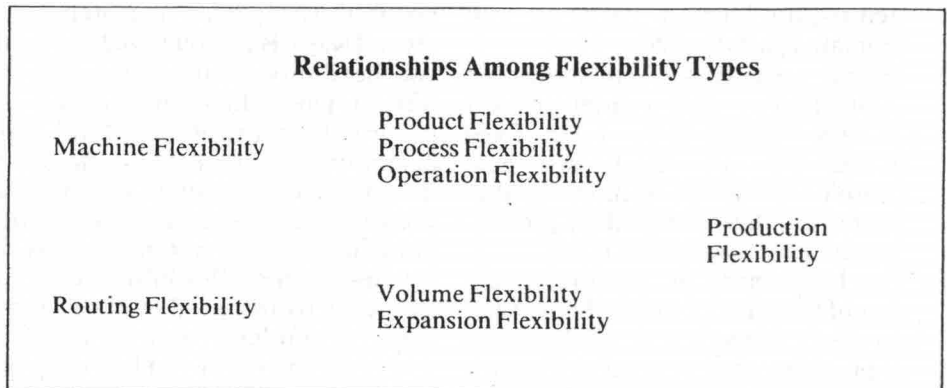 Relationships Among Flexibility Types
Machine Flexibility
Product Flexibility
Process Flexibility
Operation Flexibility
Production
Flexibility
Routing Flexibility
Volume Flexibility
Expansion Flexibility